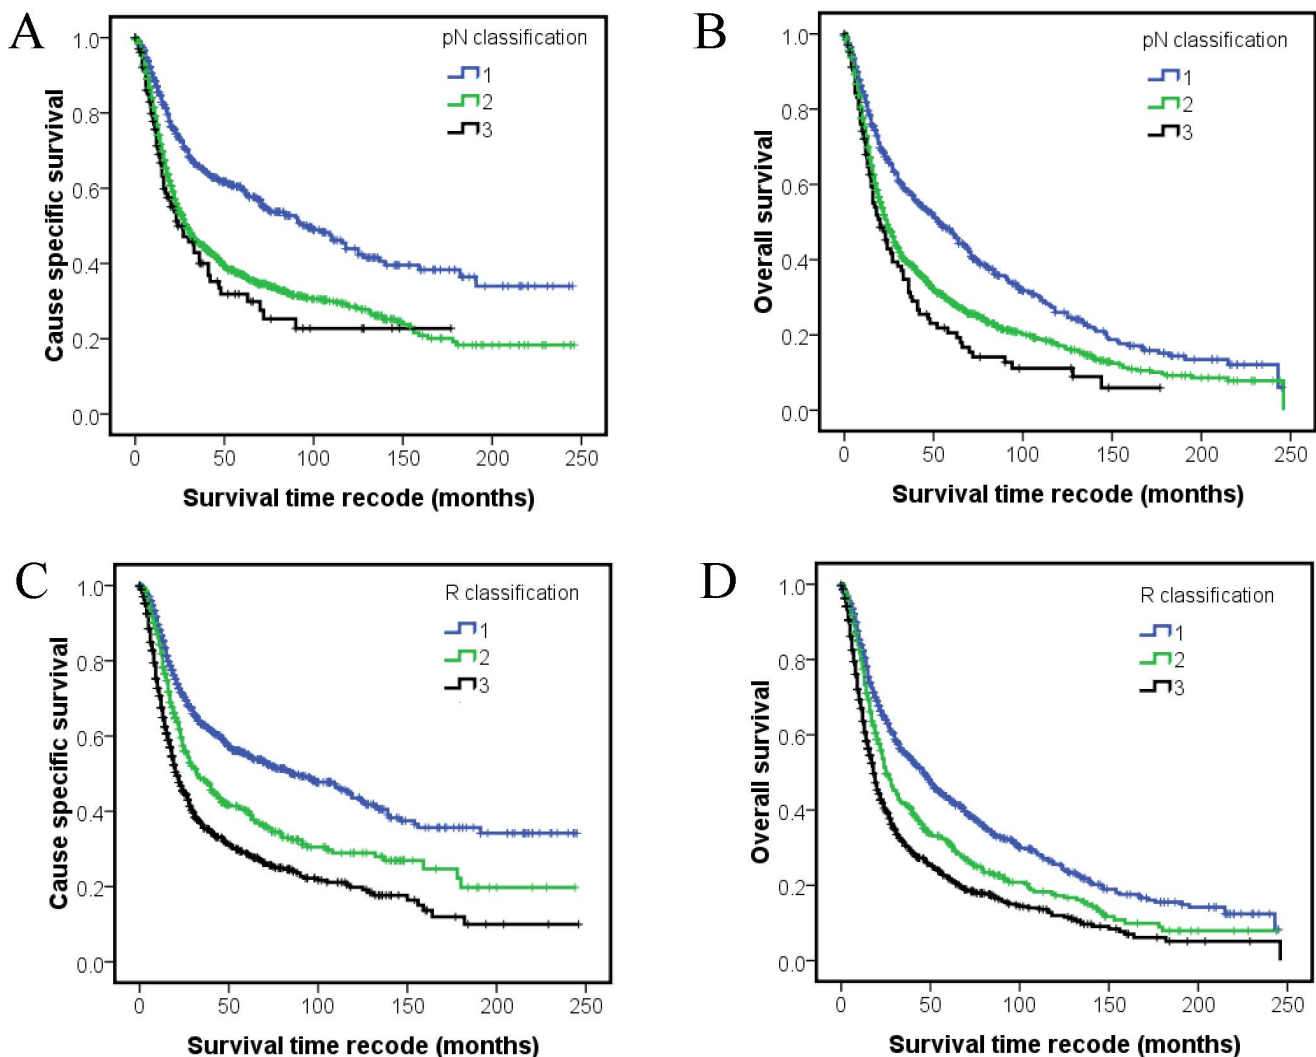 A
pN classification
1
2
3
Cause specific survival
1.0
0.8
0.6
0.4
0.2
0.0
0 50 100 150 200 250
Survival time recode (months)
B
pN classification
1
2
3
Overall survival
1.0
0.8
0.6
0.4
0.2
0.0
0 50 100 150 200 250
Survival time recode (months)
C
R classification
1
2
3
Cause specific survival
1.0
0.8
0.6
0.4
0.2
0.0
0 50 100 150 200 250
Survival time recode (months)
D
R classification
1
2
3
Overall survival
1.0
0.8
0.6
0.4
0.2
0.0
0 50 100 150 200 250
Survival time recode (months)